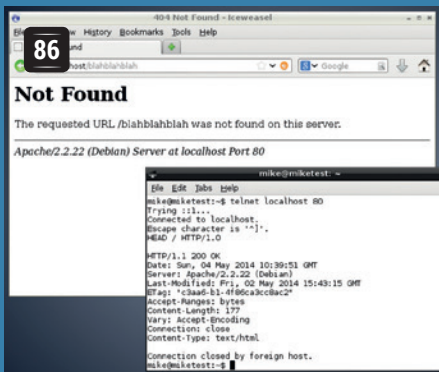 404 Not Found - Iceweasel
History Bookmarks Tools Help
86
host/blahblahblah
Google
Not Found
The requested URL /blahblahblah was not found on this server.
Apache/2.2.22 (Debian) Server at localhost Port 80
mike@miketest: ~
File Edit Tabs Help
mike@miketest:~$ telnet localhost 80
Trying ::1...
Connected to localhost.
Escape character is '^]'.
HEAD / HTTP/1.0
HTTP/1.1 200 OK
Date: Sun, 04 May 2014 10:39:51 GMT
Server: Apache/2.2.22 (Debian)
Last-Modified: Fri, 02 May 2014 15:43:15 GMT
ETag: "c3aa6-b1-4f86ca3cc8ac2"
Accept-Ranges: bytes
Content-Length: 177
Vary: Accept-Encoding
Connection: close
Content-Type: text/html
Connection closed by foreign host.
mike@miketest:~$